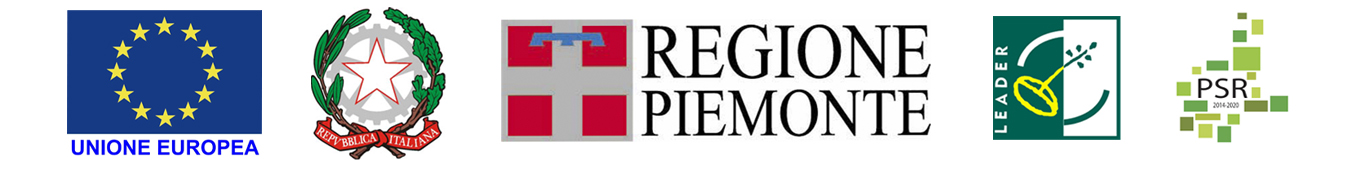 UNIONE EUROPEA
REPVBBLICA ITALIANA
REGIONE
PIEMONTE
LEADER
PSR
2014-2020